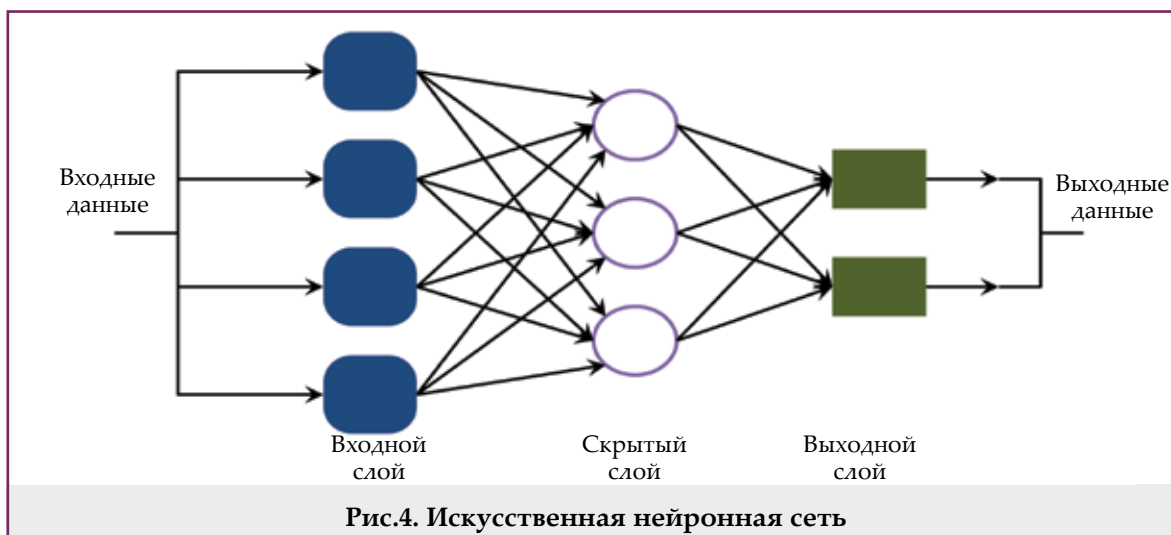 Входные
данные
Выходные
данные
Входной
слой
Скрытый
слой
Выходной
слой
Рис.4. Искусственная нейронная сеть